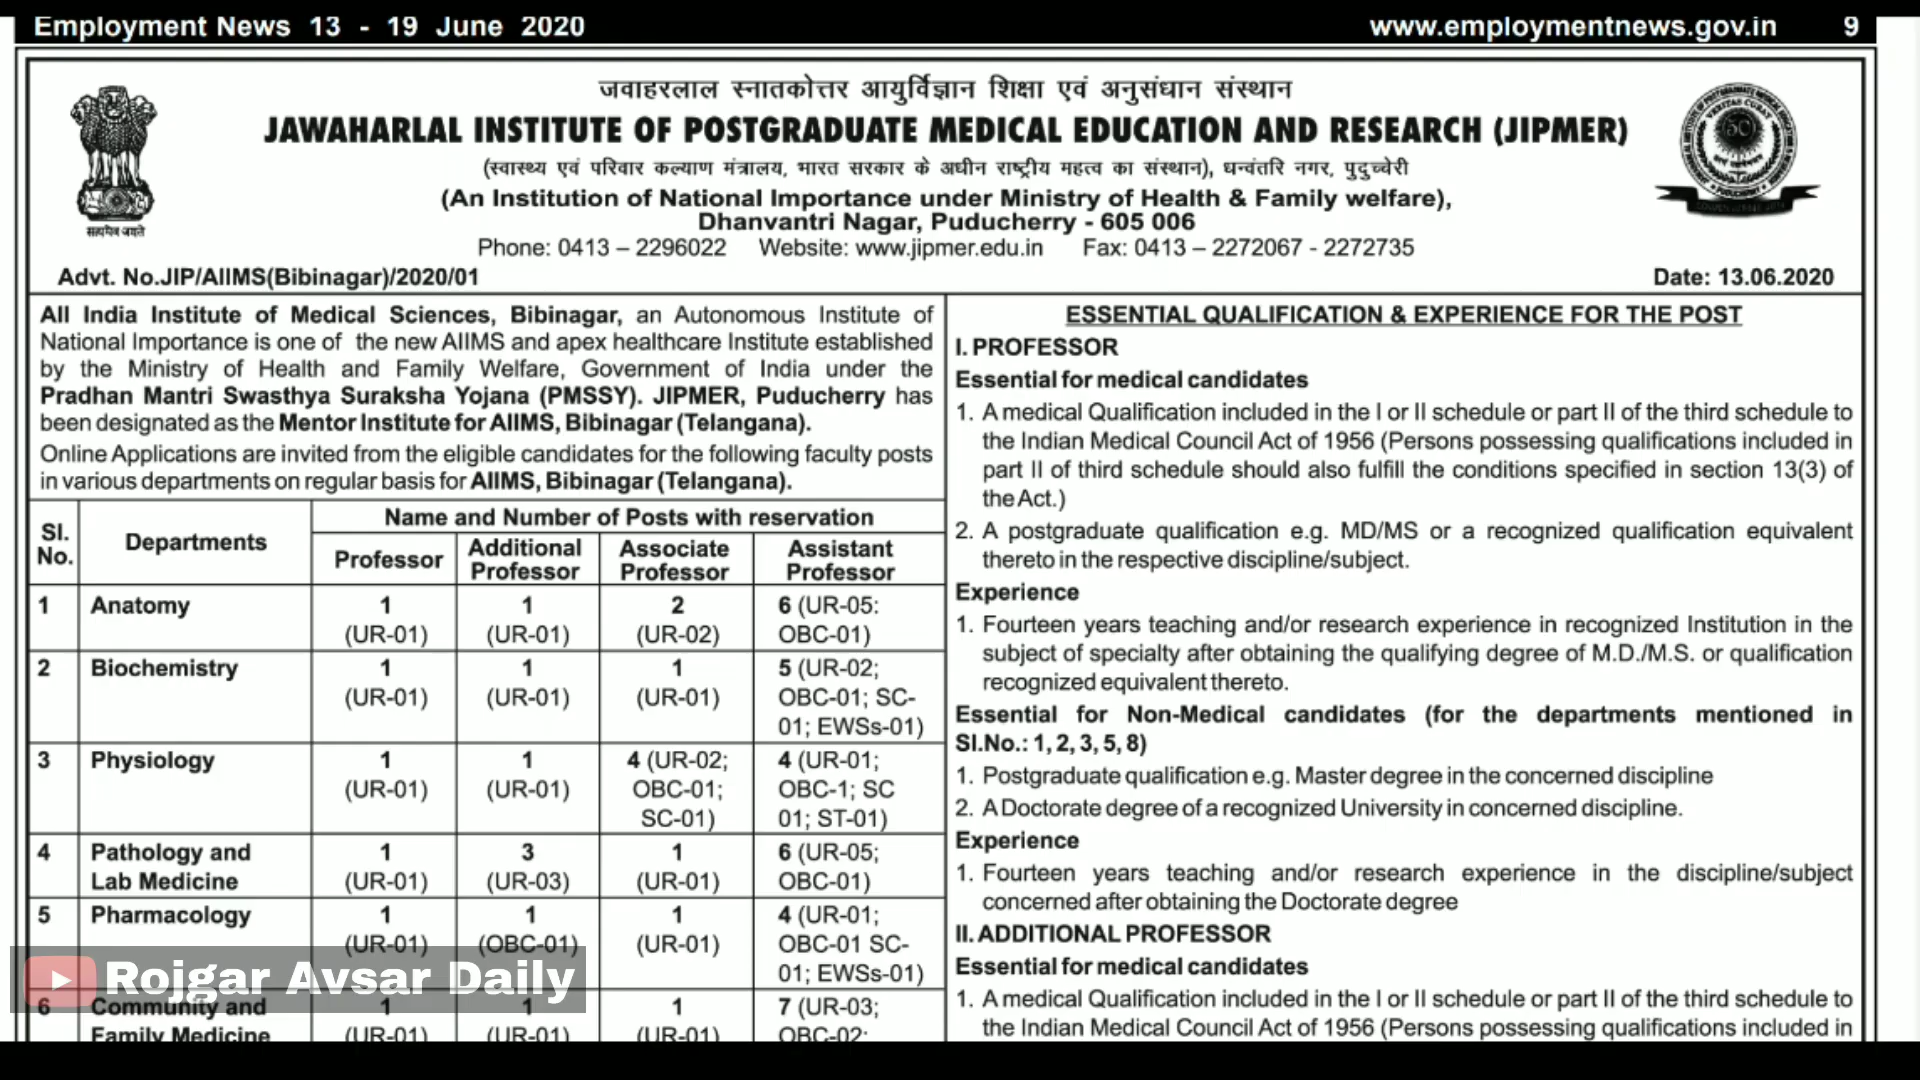 Employment News 13 - 19 June 2020
www.employmentnews.gov.in 9
जवाहरलाल स्नातकोत्तर आयुर्विज्ञान शिक्षा एवं अनुसंधान संस्थान
JAWAHARLAL INSTITUTE OF POSTGRADUATE MEDICAL EDUCATION AND RESEARCH (JIPMER)
(स्वास्थ्य एवं परिवार कल्याण मंत्रालय, भारत सरकार के अधीन राष्ट्रीय महत्व का संस्थान), धन्वंतरि नगर, पुदुच्चेरी
(An Institution of National Importance under Ministry of Health & Family welfare),
Dhanvantri Nagar, Puducherry - 605 006
Phone: 0413 – 2296022 Website: www.jipmer.edu.in Fax: 0413 – 2272067 - 2272735
सत्यमेव जयते
Advt. No.JIP/AIIMS(Bibinagar)/2020/01
Date: 13.06.2020
All India Institute of Medical Sciences, Bibinagar, an Autonomous Institute of
National Importance is one of the new AIIMS and apex healthcare Institute established
by the Ministry of Health and Family Welfare, Government of India under the
Pradhan Mantri Swasthya Suraksha Yojana (PMSSY). JIPMER, Puducherry has
been designated as the Mentor Institute for AIIMS, Bibinagar (Telangana).
Online Applications are invited from the eligible candidates for the following faculty posts
in various departments on regular basis for AIIMS, Bibinagar (Telangana).
Sl. No. Departments Name and Number of Posts with reservation
Professor Additional Professor Associate Professor Assistant Professor
1 Anatomy 1 1 2 6 (UR-05:
(UR-01) (UR-01) (UR-02) OBC-01)
2 Biochemistry 1 1 1 5 (UR-02;
(UR-01) (UR-01) (UR-01) OBC-01; SC-
01; EWSs-01)
3 Physiology 1 1 4 (UR-02; 4 (UR-01;
(UR-01) (UR-01) OBC-01; OBC-1; SC
SC-01) 01; ST-01)
4 Pathology and 1 3 1 6 (UR-05;
Lab Medicine (UR-01) (UR-03) (UR-01) OBC-01)
5 Pharmacology 1 1 1 4 (UR-01;
(UR-01) (OBC-01) (UR-01) OBC-01 SC-
01; EWSs-01)
6 Community and 1 1 1 7 (UR-03;
Family Medicine (UR-01) (UR-01) (UR-01) OBC-02;
Rojgar Avsar Daily
ESSENTIAL QUALIFICATION & EXPERIENCE FOR THE POST
I. PROFESSOR
Essential for medical candidates
1. A medical Qualification included in the I or II schedule or part II of the third schedule to
the Indian Medical Council Act of 1956 (Persons possessing qualifications included in
part II of third schedule should also fulfill the conditions specified in section 13(3) of
the Act.)
2. A postgraduate qualification e.g. MD/MS or a recognized qualification equivalent
thereto in the respective discipline/subject.
Experience
1. Fourteen years teaching and/or research experience in recognized Institution in the
subject of specialty after obtaining the qualifying degree of M.D./M.S. or qualification
recognized equivalent thereto.
Essential for Non-Medical candidates (for the departments mentioned in
Sl.No.: 1, 2, 3, 5, 8)
1. Postgraduate qualification e.g. Master degree in the concerned discipline
2. A Doctorate degree of a recognized University in concerned discipline.
Experience
1. Fourteen years teaching and/or research experience in the discipline/subject
concerned after obtaining the Doctorate degree
II. ADDITIONAL PROFESSOR
Essential for medical candidates
1. A medical Qualification included in the I or II schedule or part II of the third schedule to
the Indian Medical Council Act of 1956 (Persons possessing qualifications included in